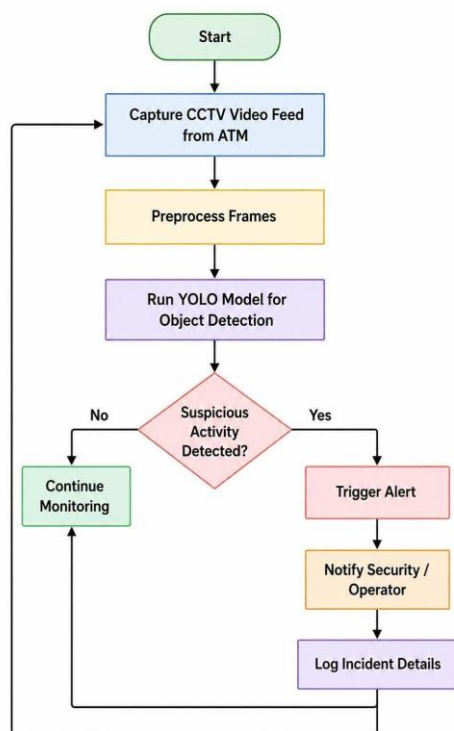 Start
Capture CCTV Video Feed
from ATM
Preprocess Frames
Run YOLO Model for
Object Detection
Suspicious
Activity
Detected?
No
Yes
Continue
Monitoring
Trigger Alert
Notify Security /
Operator
Log Incident Details